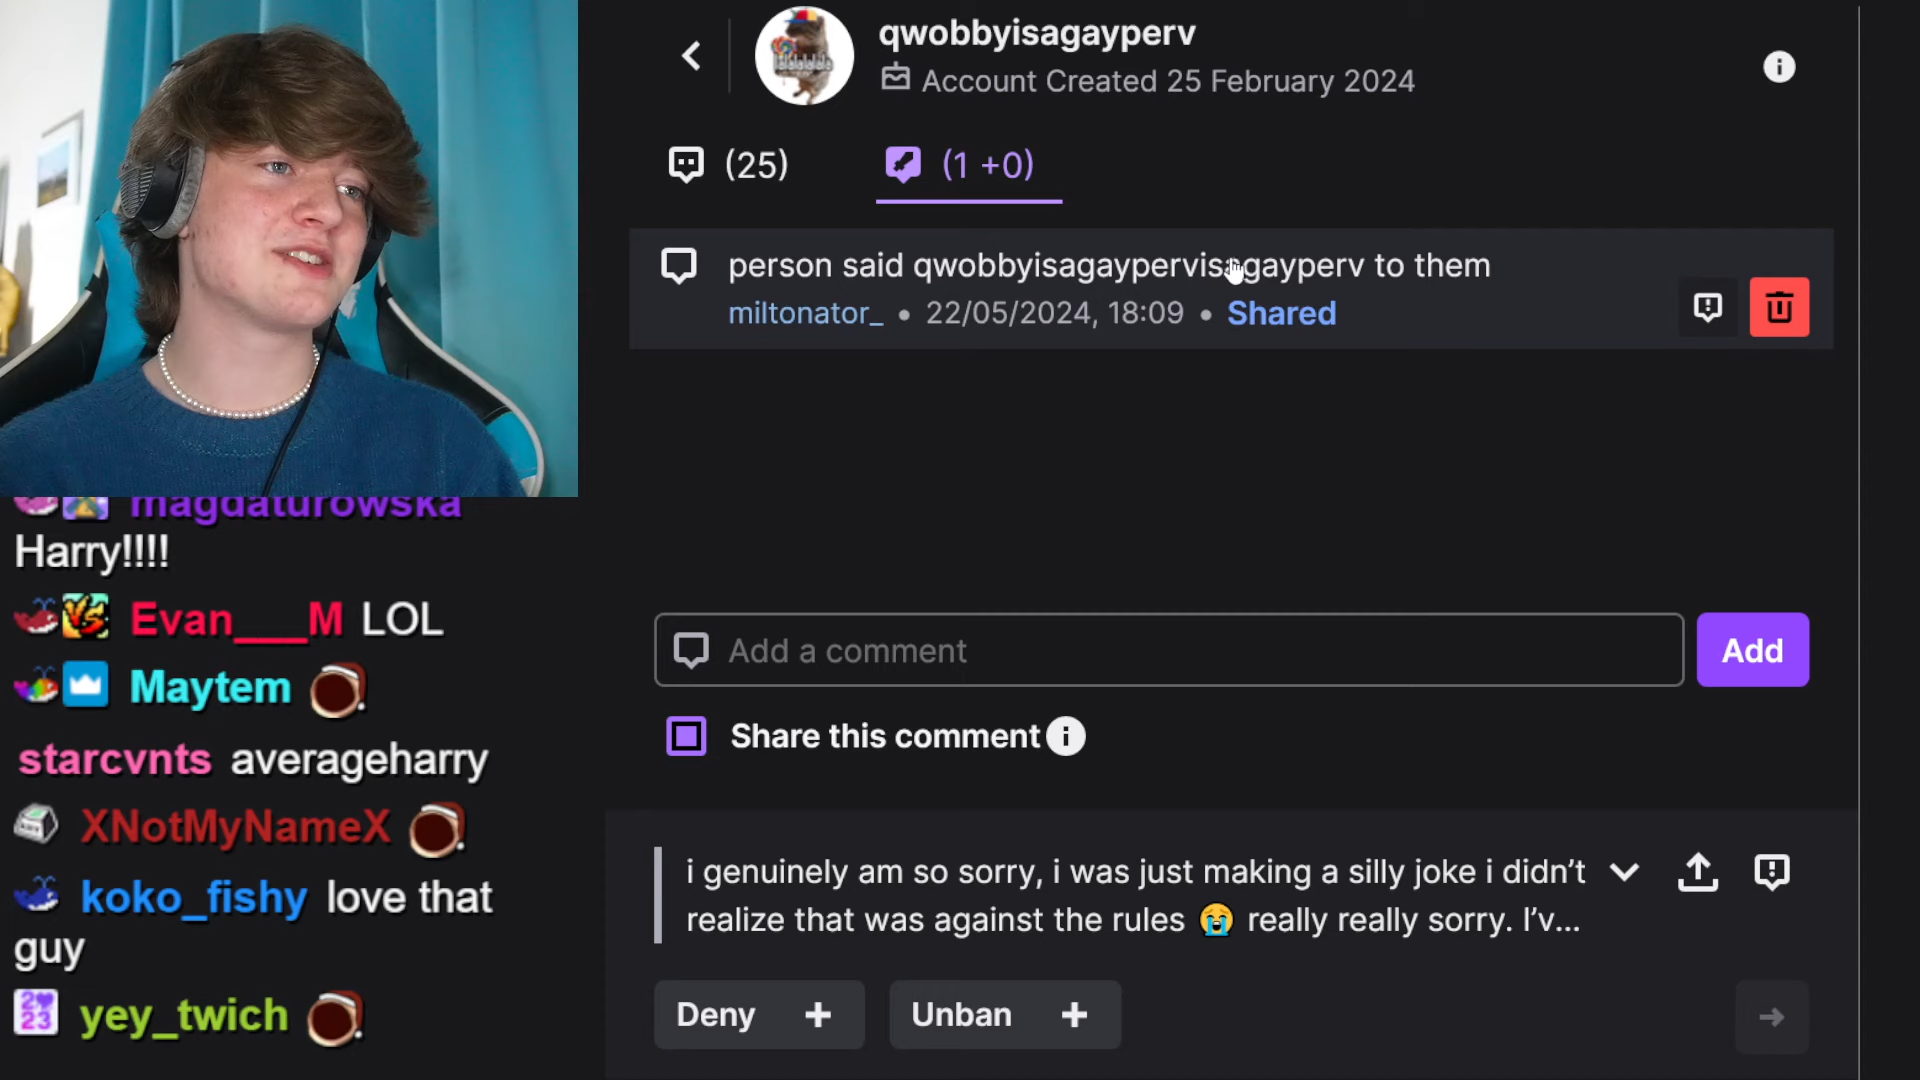 qwobbyisagayperv
Account Created 25 February 2024
(25)
(1 +0)
person said qwobbyisagaypervisagayperv to them
miltonator_ • 22/05/2024, 18:09 • Shared
Add a comment
Add
Share this comment
i genuinely am so sorry, i was just making a silly joke i didn’t
realize that was against the rules 😭 really really sorry. I’v...
Deny +
Unban +
magdaturowska
Harry!!!!
Evan___M LOL
Maytem
starcvnts averageharry
XNotMyNameX
koko_fishy love that
guy
yey_twich